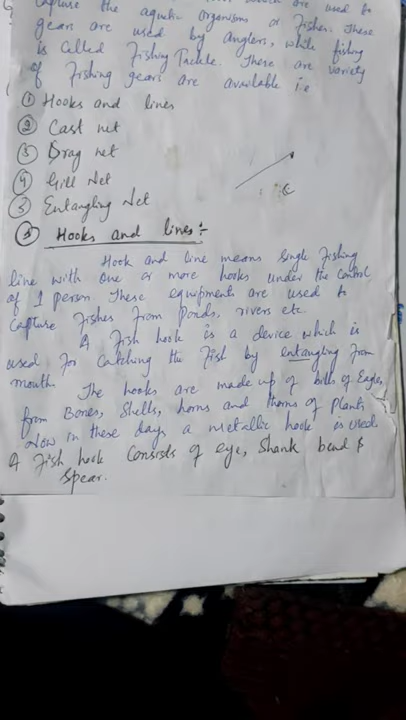 capture the aquatic organisms or Fishes. These
gears are used by anglers, while fishing
is called Fishing Tackle. These are variety
of Fishing gears are available i.e
① Hooks and lines
② Cast net
③ Drag net
④ Gill Net
⑤ Entangling Net
Hooks and lines:-
Hook and line means single fishing
line with one or more hooks under the control
of 1 person These equipments are used to
capture Fishes from Ponds, rivers etc.
A Fish hook is a device which is
used for catching the Fish by entangling from
mouth.
The hooks are made up of bills of Eagles,
from Bones, Shells, horns and thorns of Plants
Now in these days a metallic hook is used.
A Fish hook Consists of eye, Shank bend &
Spear.